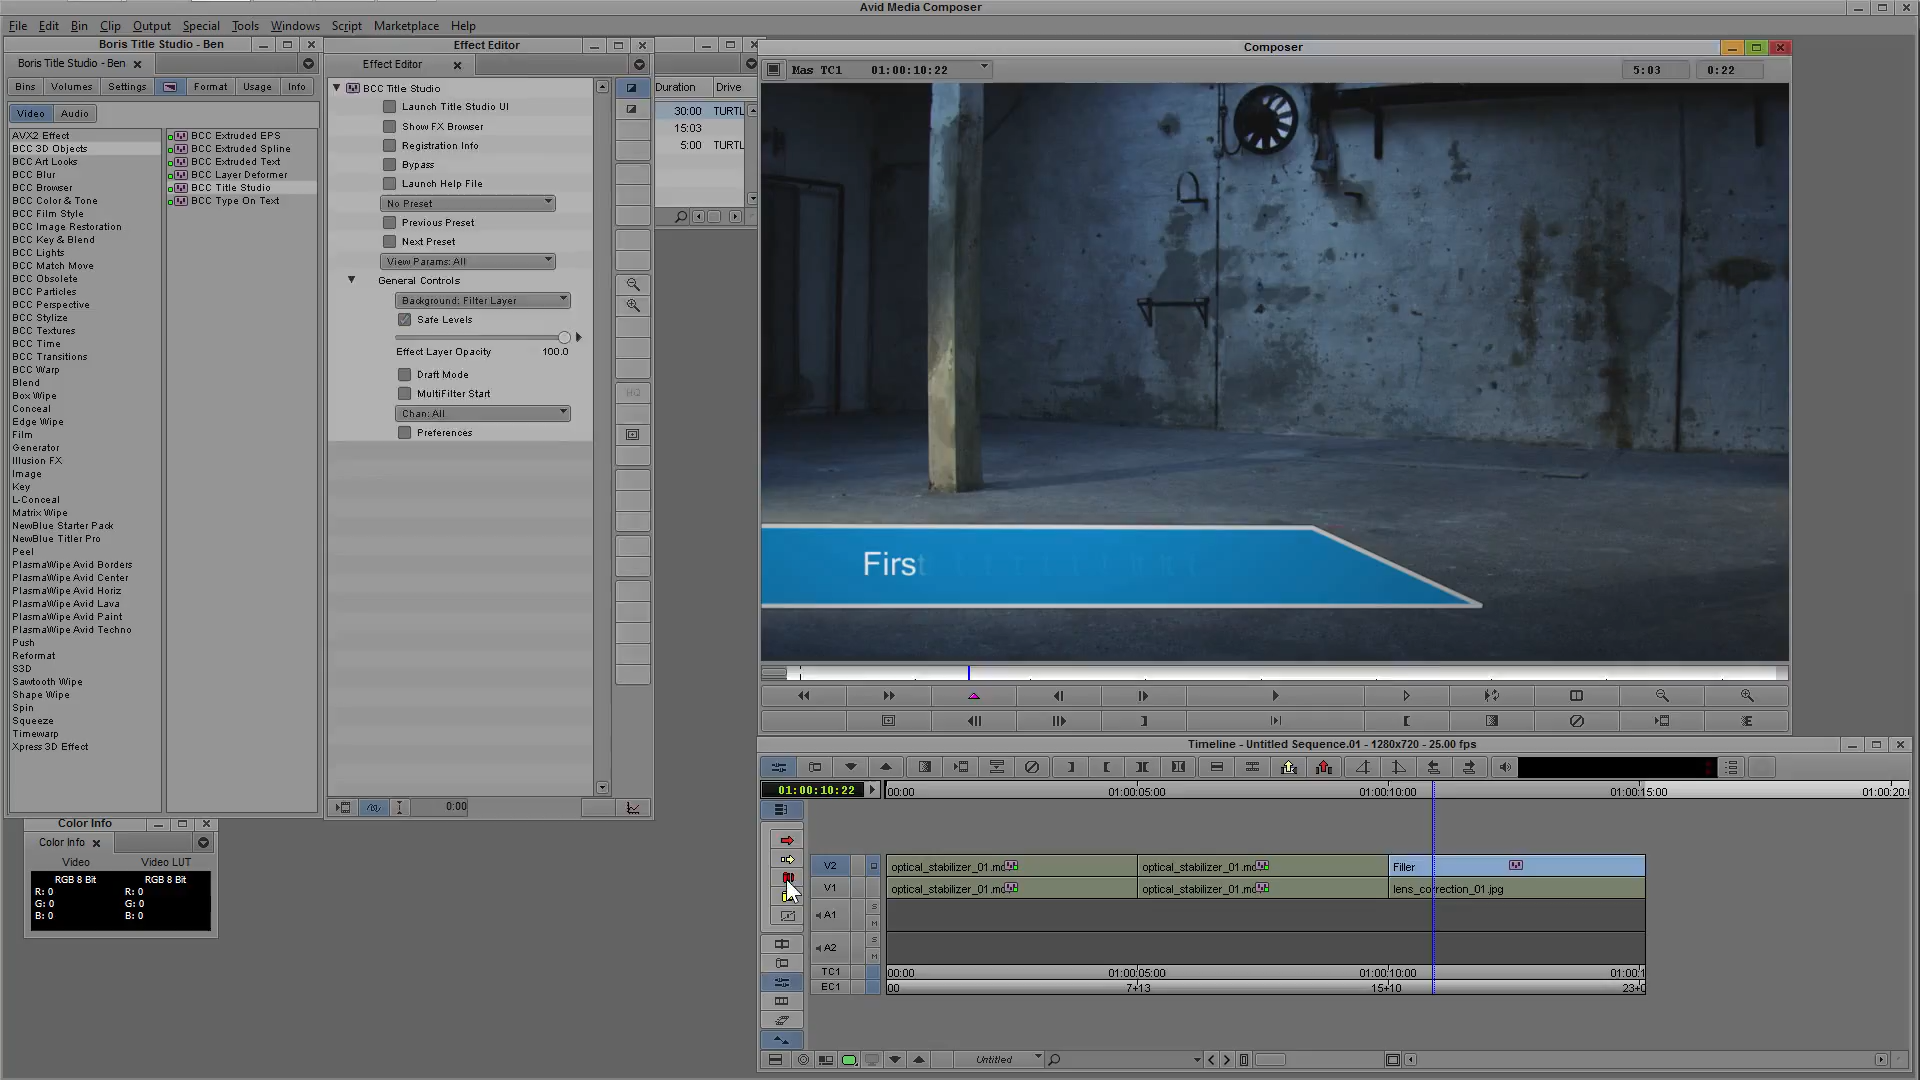 Avid Media Composer
File Edit Bin Clip Output Special Tools Windows Script Marketplace Help
Boris Title Studio - Ben
Boris Title Studio - Ben
Bins Volumes Settings Format Usage Info
Video Audio
AVX2 Effect
BCC 3D Objects
BCC Art Looks
BCC Blur
BCC Browser
BCC Color & Tone
BCC Film Style
BCC Image Restoration
BCC Key & Blend
BCC Lights
BCC Match Move
BCC Obsolete
BCC Particles
BCC Perspective
BCC Stylize
BCC Textures
BCC Time
BCC Transitions
BCC Warp
Blend
Box Wipe
Conceal
Edge Wipe
Film
Generator
Illusion FX
Image
Key
L-Conceal
Matrix Wipe
NewBlue Starter Pack
NewBlue Titler Pro
Peel
PlasmaWipe Avid Borders
PlasmaWipe Avid Center
PlasmaWipe Avid Horiz
PlasmaWipe Avid Lava
PlasmaWipe Avid Paint
PlasmaWipe Avid Techno
Push
Reformat
S3D
Sawtooth Wipe
Shape Wipe
Spin
Squeeze
Timewarp
Xpress 3D Effect
BCC Extruded EPS
BCC Extruded Spline
BCC Extruded Text
BCC Layer Deformer
BCC Title Studio
BCC Type On Text
Effect Editor
Effect Editor
BCC Title Studio
Launch Title Studio UI
Show FX Browser
Registration Info
Bypass
Launch Help File
No Preset
Previous Preset
Next Preset
View Params: All
General Controls
Background: Filter Layer
Safe Levels
Effect Layer Opacity 100.0
Draft Mode
MultiFilter Start
Chan: All
Preferences
HQ
0:00
Duration Drive
30:00 TURTL
15:03
5:00 TURTL
Composer
Mas TC1 01:00:10:22 5:03 0:22
First
Color Info
Color Info
Video Video LUT
RGB 8 Bit RGB 8 Bit
R: 0 R: 0
G: 0 G: 0
B: 0 B: 0
Timeline - Untitled Sequence.01 - 1280x720 - 25.00 fps
01:00:10:22 00:00 01:00:05:00 01:00:10:00 01:00:15:00 01:00:20:0
V2 optical_stabilizer_01.mo optical_stabilizer_01.mo Filler
V1 optical_stabilizer_01.mo optical_stabilizer_01.mo lens_correction_01.jpg
A1 S M
A2 S M
TC1 00:00 01:00:05:00 01:00:10:00 01:00:1
EC1 00 7+13 15+10 23+0
Untitled